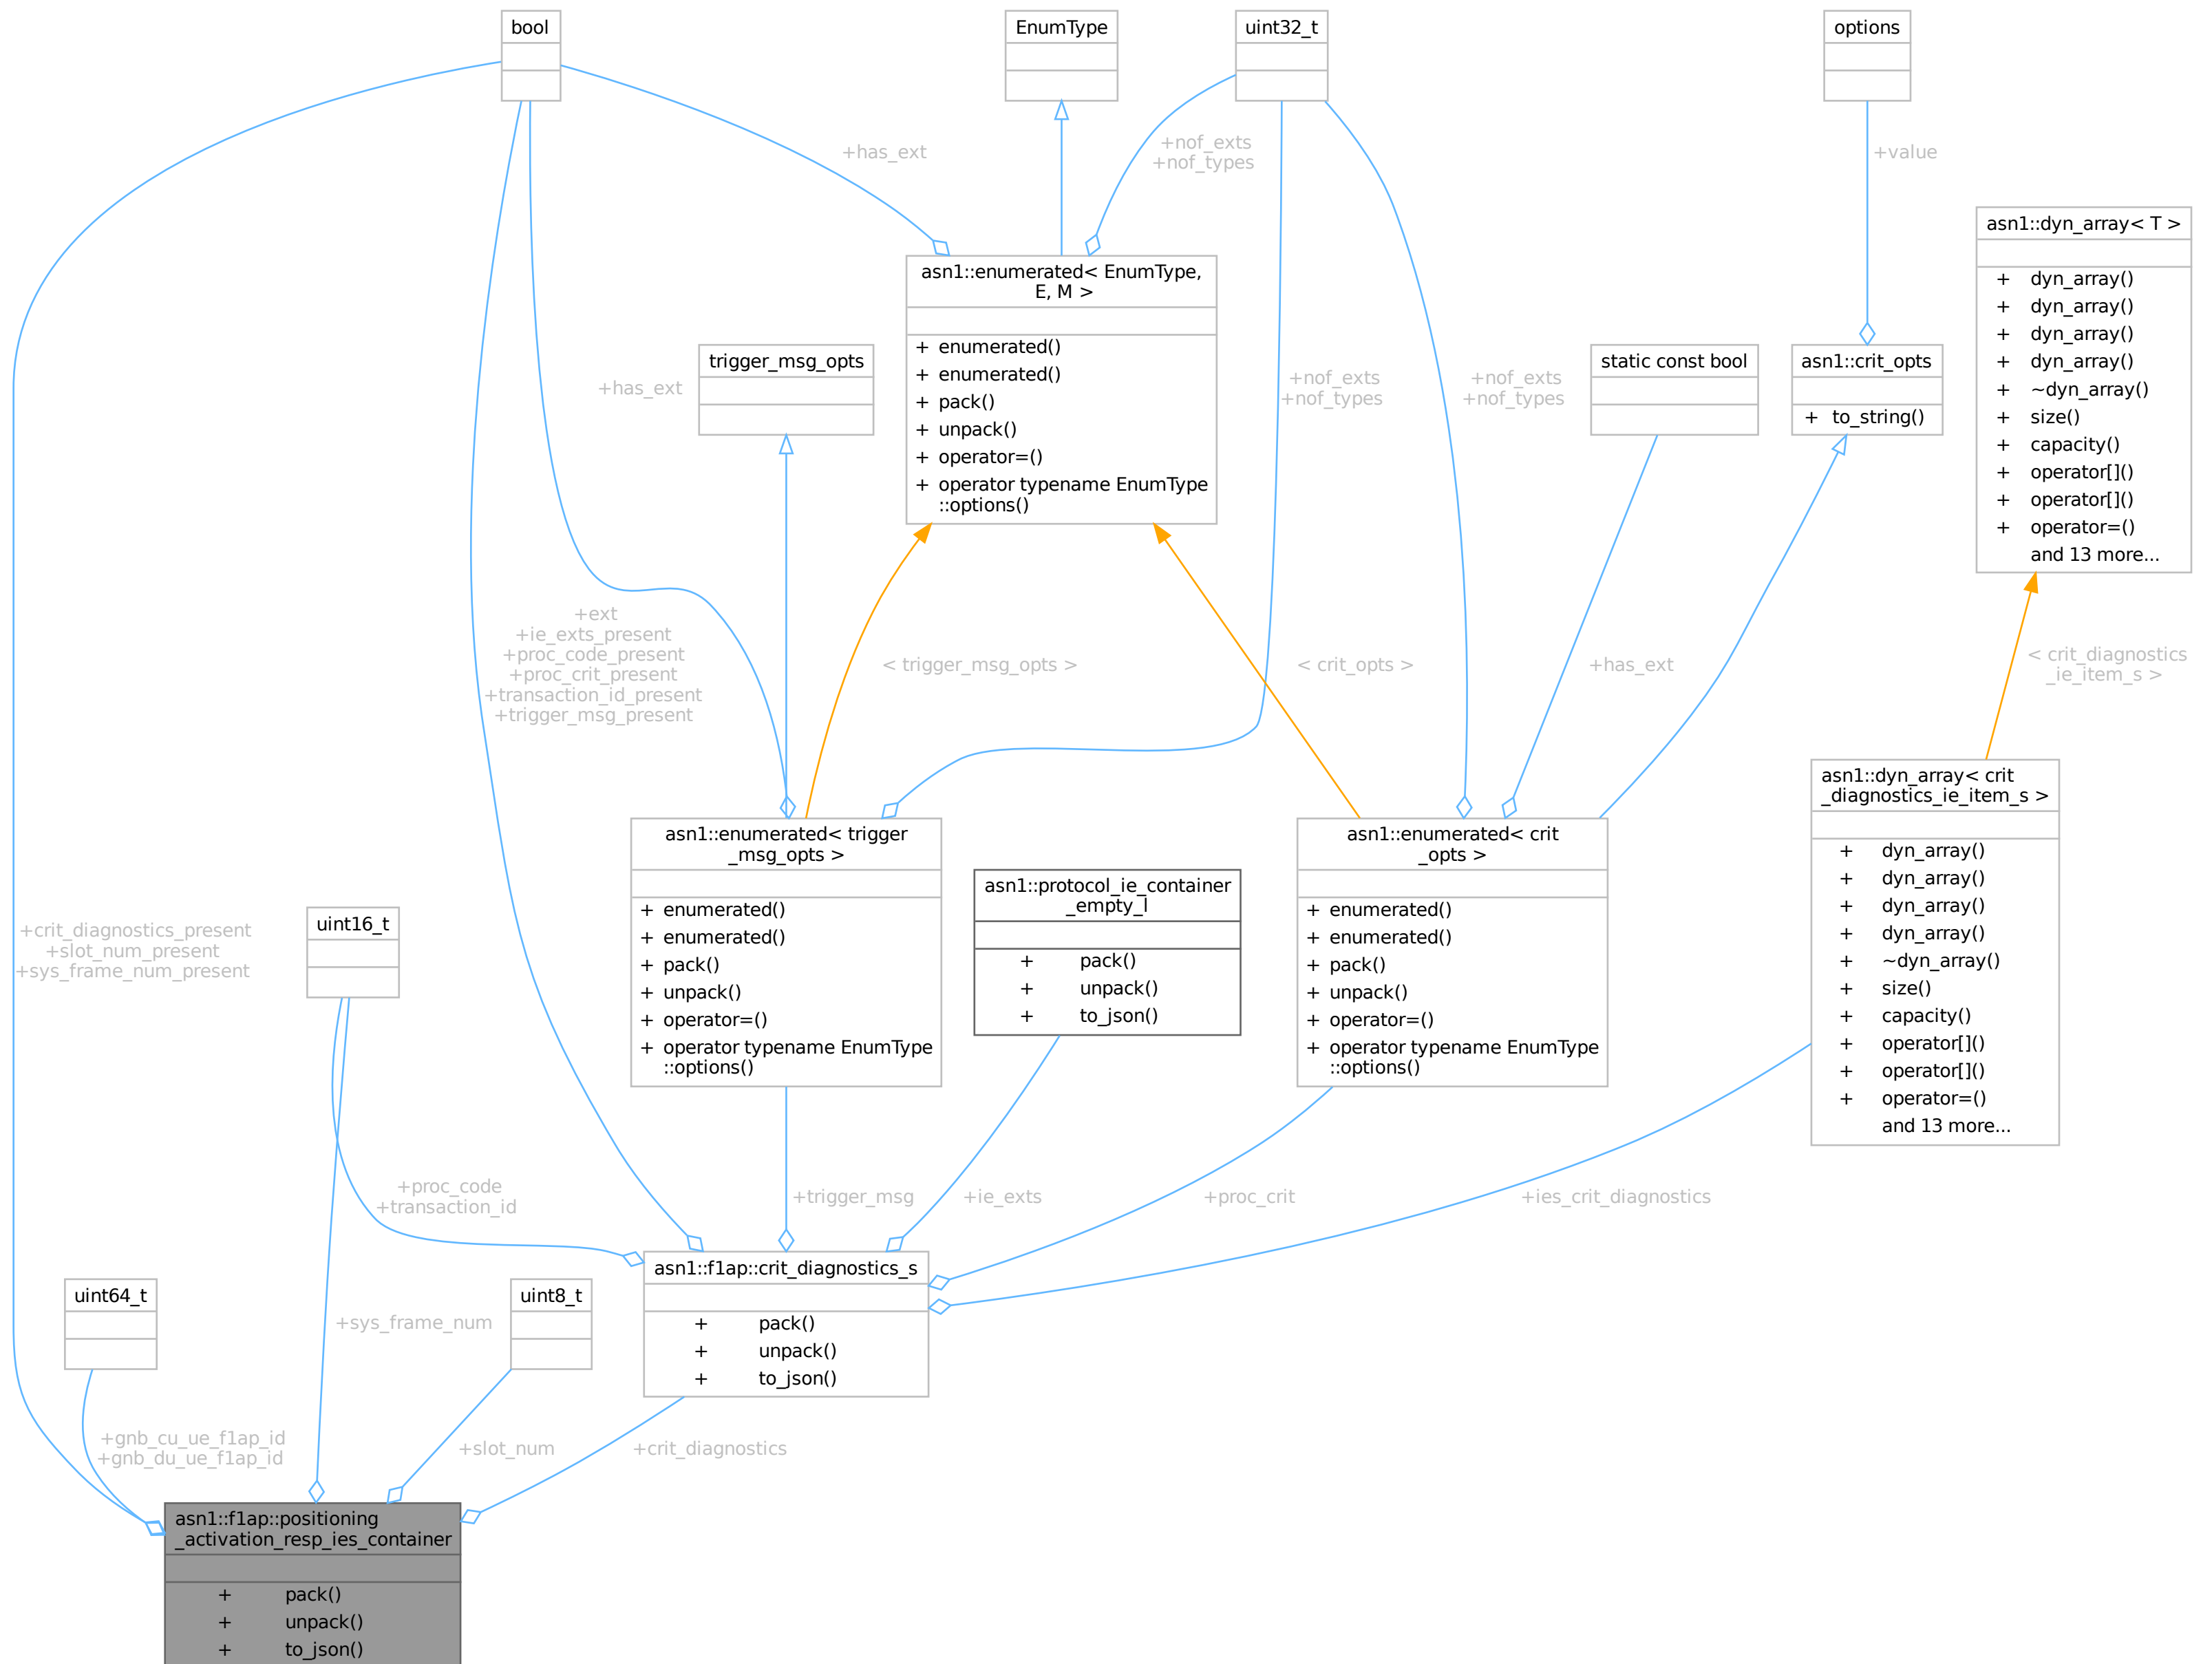 bool
EnumType
uint32_t
options
+has_ext
+nof_exts
+nof_types
+value
asn1::dyn_array< T >
+ dyn_array()
+ dyn_array()
+ dyn_array()
+ dyn_array()
+ ~dyn_array()
+ size()
+ capacity()
+ operator[]()
+ operator[]()
+ operator=()
and 13 more...
asn1::enumerated< EnumType,
E, M >
+ enumerated()
+ enumerated()
+ pack()
+ unpack()
+ operator=()
+ operator typename EnumType
::options()
trigger_msg_opts
+has_ext
+nof_exts
+nof_types
+nof_exts
+nof_types
static const bool
asn1::crit_opts
+ to_string()
+ext
+ie_exts_present
+proc_code_present
+proc_crit_present
+transaction_id_present
+trigger_msg_present
< trigger_msg_opts >
< crit_opts >
+has_ext
< crit_diagnostics
_ie_item_s >
asn1::dyn_array< crit
_diagnostics_ie_item_s >
+ dyn_array()
+ dyn_array()
+ dyn_array()
+ dyn_array()
+ ~dyn_array()
+ size()
+ capacity()
+ operator[]()
+ operator[]()
+ operator=()
and 13 more...
asn1::enumerated< trigger
_msg_opts >
+ enumerated()
+ enumerated()
+ pack()
+ unpack()
+ operator=()
+ operator typename EnumType
::options()
asn1::protocol_ie_container
_empty_l
+ pack()
+ unpack()
+ to_json()
asn1::enumerated< crit
_opts >
+ enumerated()
+ enumerated()
+ pack()
+ unpack()
+ operator=()
+ operator typename EnumType
::options()
+crit_diagnostics_present
+slot_num_present
+sys_frame_num_present
uint16_t
+proc_code
+transaction_id
+trigger_msg
+ie_exts
+proc_crit
+ies_crit_diagnostics
asn1::f1ap::crit_diagnostics_s
+ pack()
+ unpack()
+ to_json()
uint64_t
+sys_frame_num
uint8_t
+gnb_cu_ue_f1ap_id
+gnb_du_ue_f1ap_id
+slot_num
+crit_diagnostics
asn1::f1ap::positioning
_activation_resp_ies_container
+ pack()
+ unpack()
+ to_json()